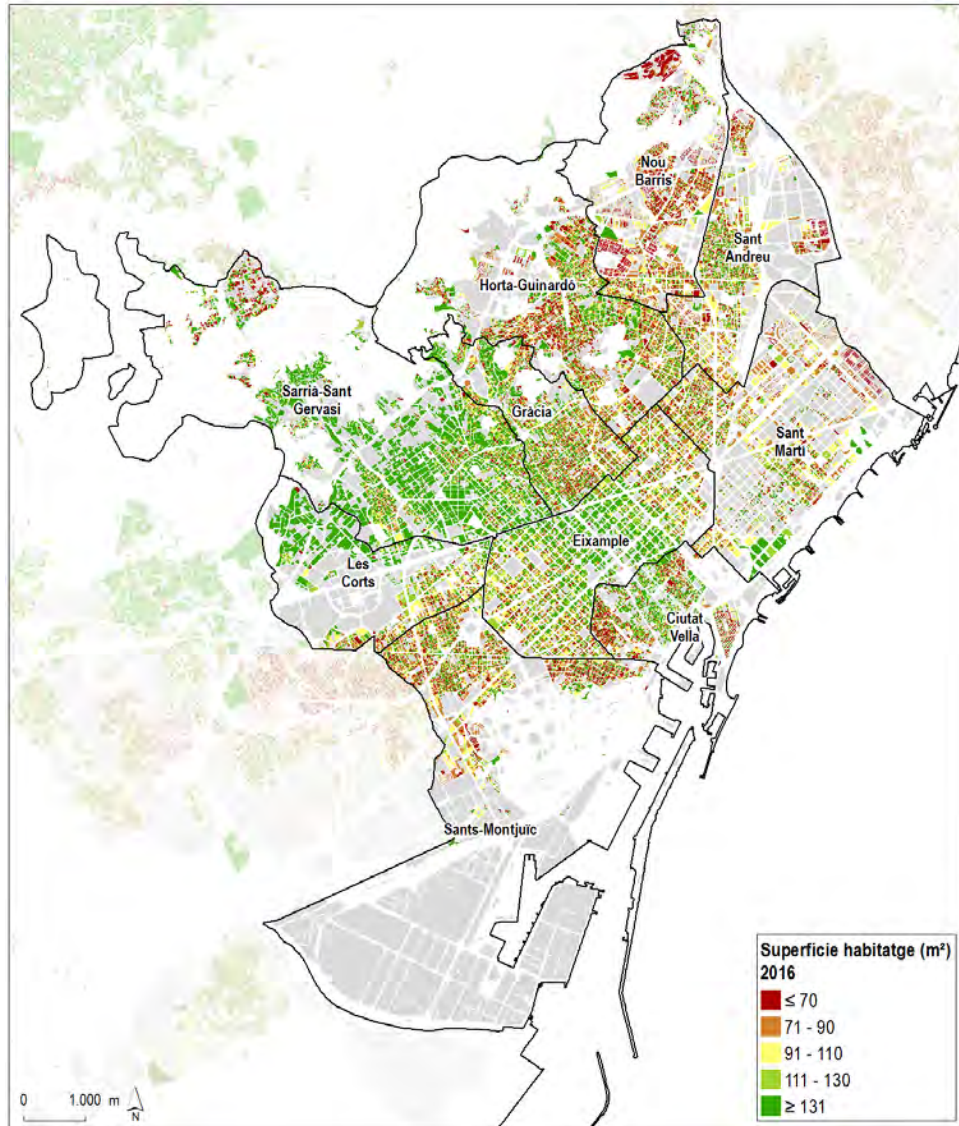 Nou
Barris
Sant
Andreu
Horta-Guinardó
Sarrià-Sant
Gervasi
Gràcia
Sant
Martí
Eixample
Les
Corts
Ciutat
Vella
Sants-Montjuïc
Superfície habitatge (m²)
2016
≤ 70
71 - 90
91 - 110
111 - 130
≥ 131
0 1.000 m
N